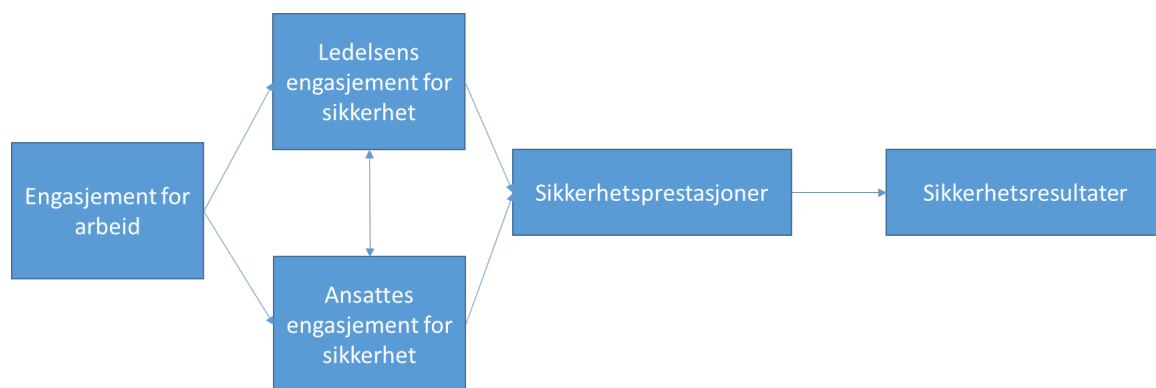 Engasjement for
arbeid
Ledelsens
engasjement for
sikkerhet
Ansattes
engasjement for
sikkerhet
Sikkerhetsprestasjoner
Sikkerhetsresultater